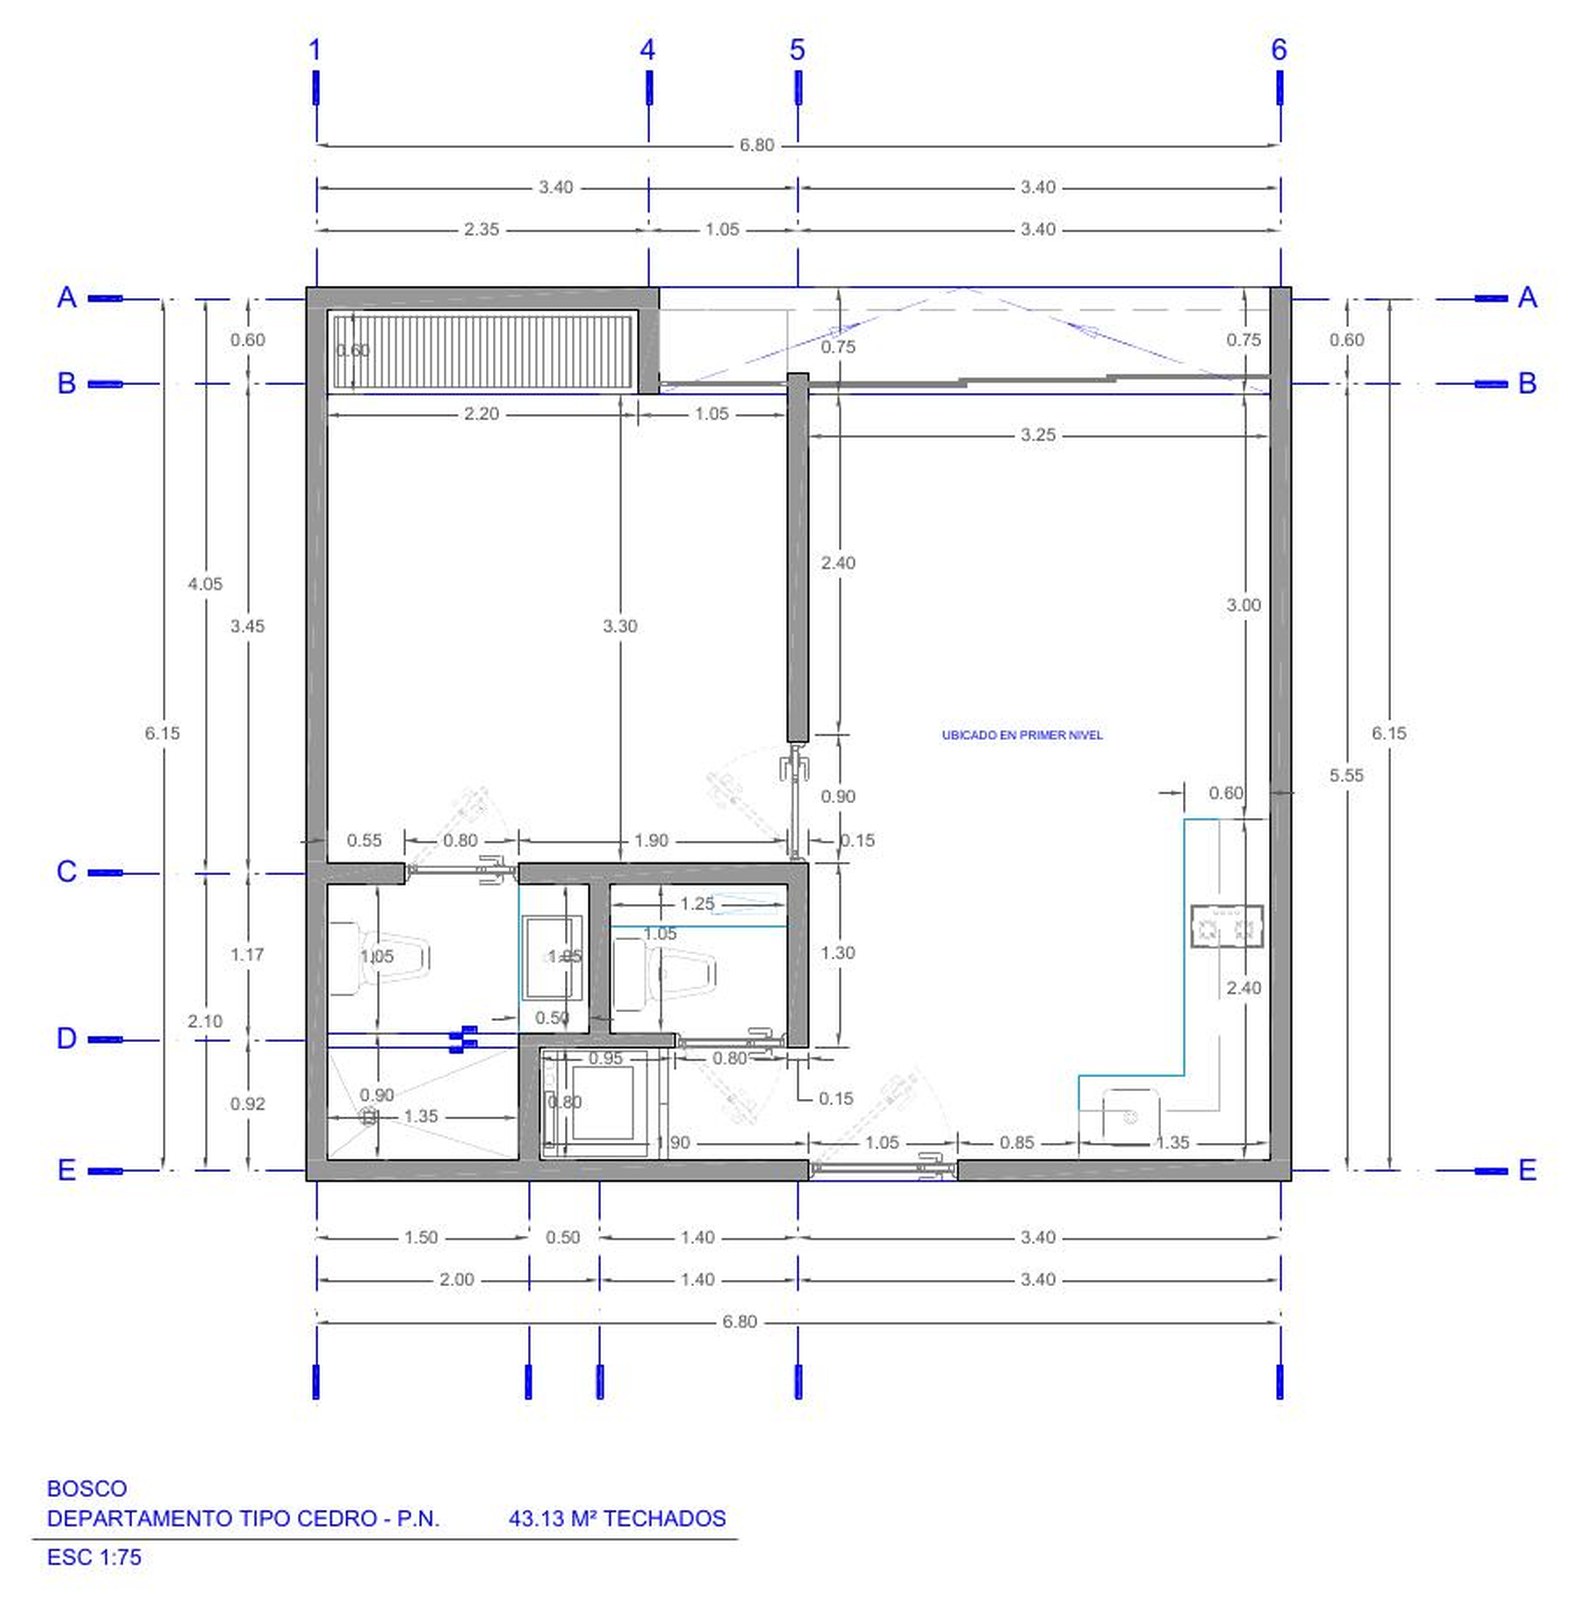 1 4 5 6
6.80
3.40 3.40
2.35 1.05 3.40
A A
0.60 0.60 0.75 0.75 0.60
B B
2.20 1.05
3.25
2.40
4.05
3.00
3.45 3.30
6.15 UBICADO EN PRIMER NIVEL 6.15
5.55
0.90 0.60
0.55 0.80 1.90 0.15
C
1.25
1.05
1.17 1.05 1.05 1.30
2.40
2.10 0.50
D
0.95 0.80
0.92 0.90 0.80 0.15
1.35
1.90 1.05 0.85 1.35
E E
1.50 0.50 1.40 3.40
2.00 1.40 3.40
6.80
BOSCO
DEPARTAMENTO TIPO CEDRO - P.N. 43.13 M² TECHADOS
ESC 1:75